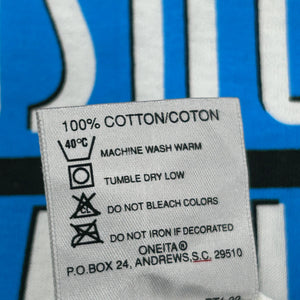 100% COTTON/COTON
40°C MACHINE WASH WARM
TUMBLE DRY LOW
DO NOT BLEACH COLORS
DO NOT IRON IF DECORATED
ONEITA®
P.O.BOX 24, ANDREWS,S.C. 29510